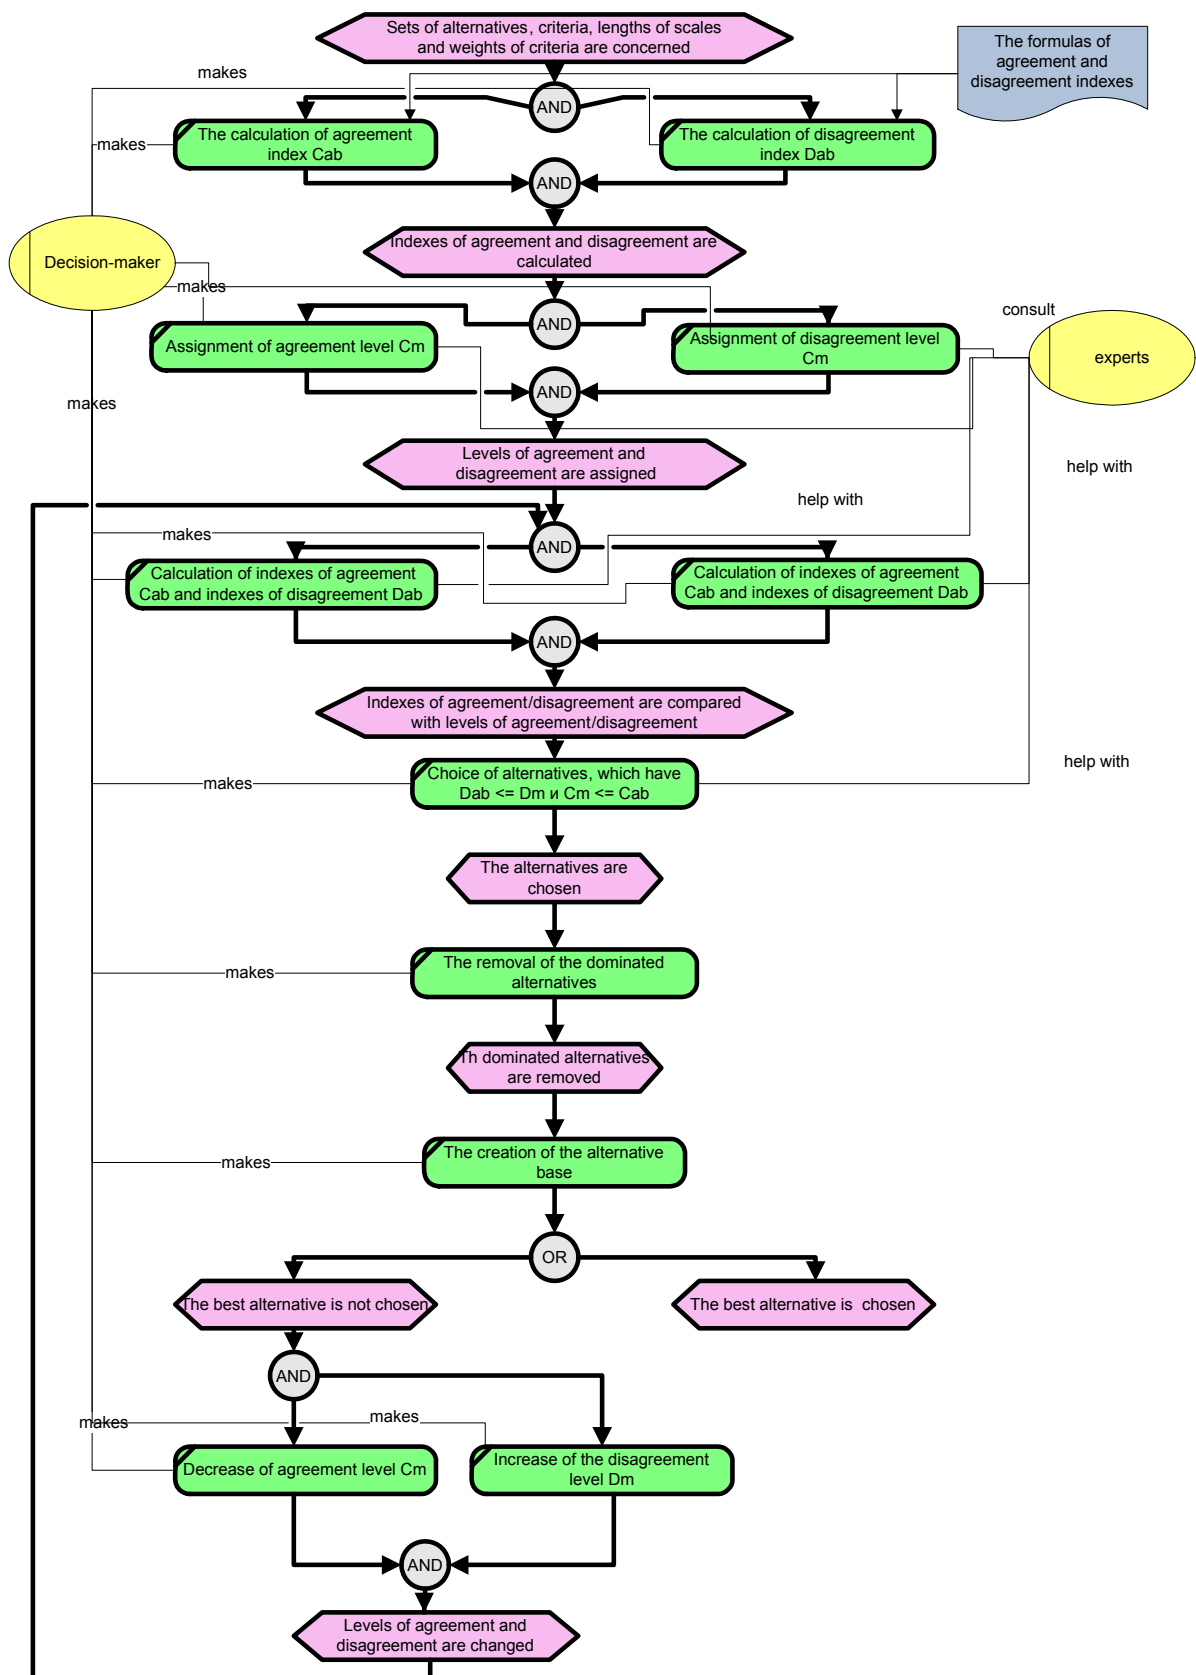 Sets of alternatives, criteria, lengths of scales
and weights of criteria are concerned
The formulas of
agreement and
disagreement indexes
makes
AND
makes
The calculation of agreement
index Cab
The calculation of disagreement
index Dab
AND
Indexes of agreement and disagreement are
calculated
Decision-maker
makes
AND
consult
Assignment of agreement level Cm
Assignment of disagreement level
Cm
experts
AND
makes
Levels of agreement and
disagreement are assigned
help with
help with
makes
AND
Calculation of indexes of agreement
Cab and indexes of disagreement Dab
Calculation of indexes of agreement
Cab and indexes of disagreement Dab
AND
Indexes of agreement/disagreement are compared
with levels of agreement/disagreement
help with
makes
Choice of alternatives, which have
Dab <= Dm и Cm <= Cab
The alternatives are
chosen
makes
The removal of the dominated
alternatives
Th dominated alternatives
are removed
makes
The creation of the alternative
base
OR
The best alternative is not chosen
The best alternative is  chosen
AND
makes
makes
Decrease of agreement level Cm
Increase of the disagreement
level Dm
AND
Levels of agreement and
disagreement are changed